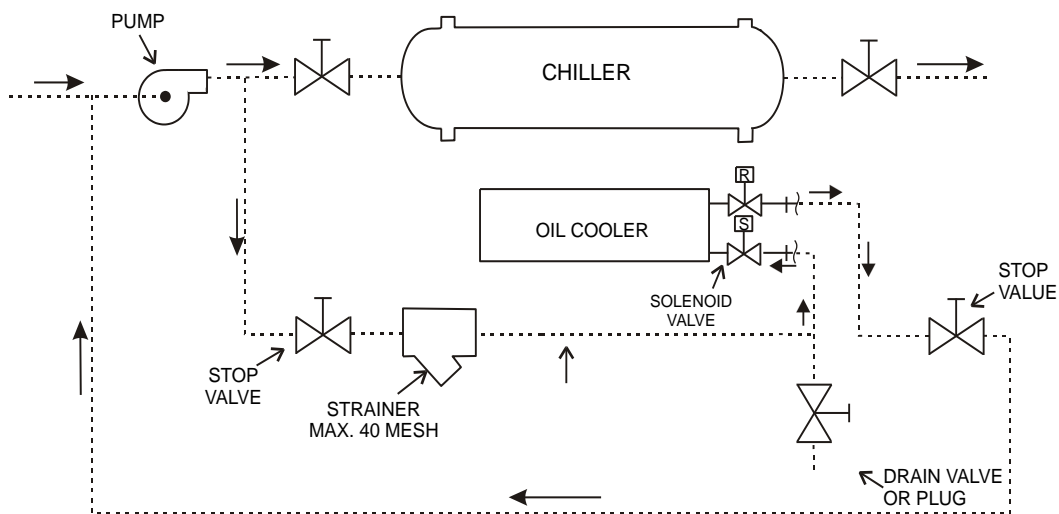 PUMP
CHILLER
R
OIL COOLER
S
SOLENOID
VALVE
STOP
VALUE
STOP
VALVE
STRAINER
MAX. 40 MESH
DRAIN VALVE
OR PLUG